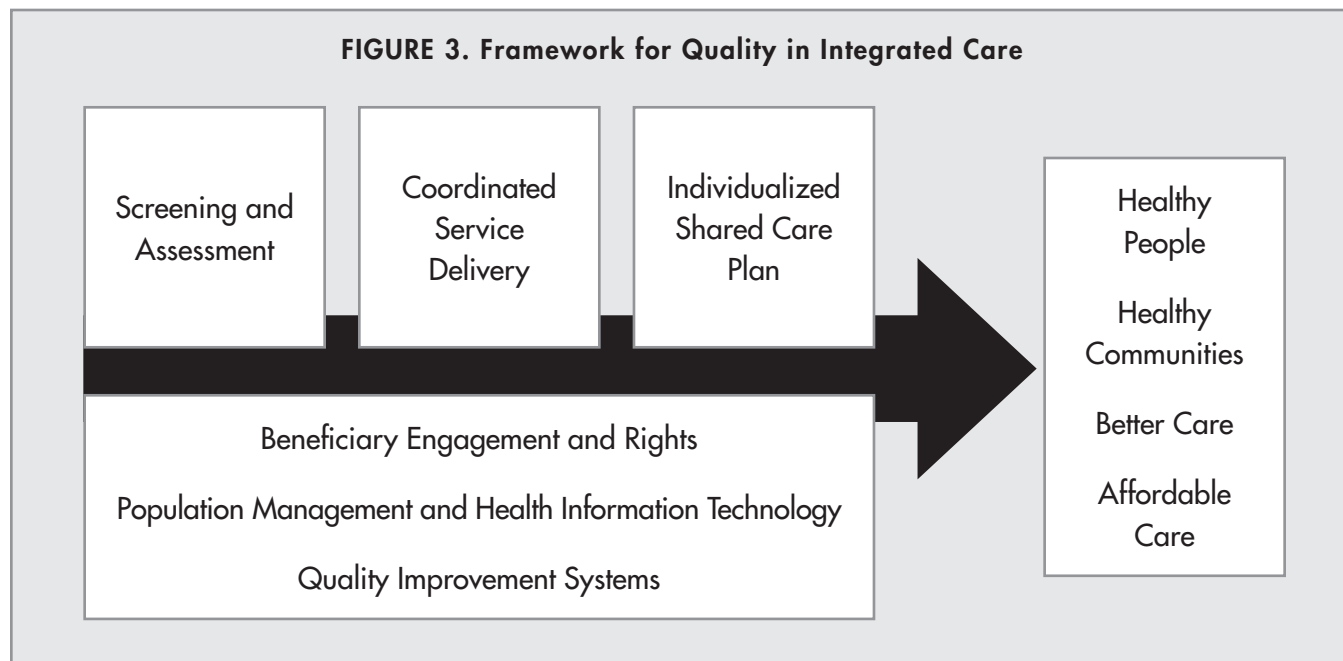 FIGURE 3. Framework for Quality in Integrated Care
Screening and
Assessment
Coordinated
Service
Delivery
Individualized
Shared Care
Plan
Beneficiary Engagement and Rights
Population Management and Health Information Technology
Quality Improvement Systems
Healthy
People
Healthy
Communities
Better Care
Affordable
Care